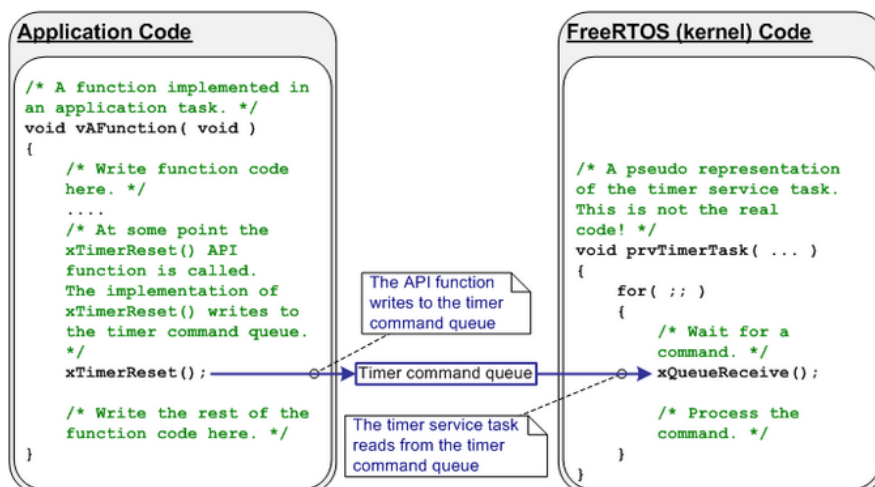 Application Code
/* A function implemented in
an application task. */
void vAFunction( void )
{
/* Write function code
here. */
....
/* At some point the
xTimerReset() API
function is called.
The implementation of
xTimerReset() writes to
the timer command queue.
*/
xTimerReset();
/* Write the rest of the
function code here. */
}
The API function
writes to the timer
command queue
Timer command queue
The timer service task
reads from the timer
command queue
FreeRTOS (kernel) Code
/* A pseudo representation
of the timer service task.
This is not the real
code! */
void prvTimerTask( ... )
{
for( ;; )
{
/* Wait for a
command. */
xQueueReceive();
/* Process the
command. */
}
}